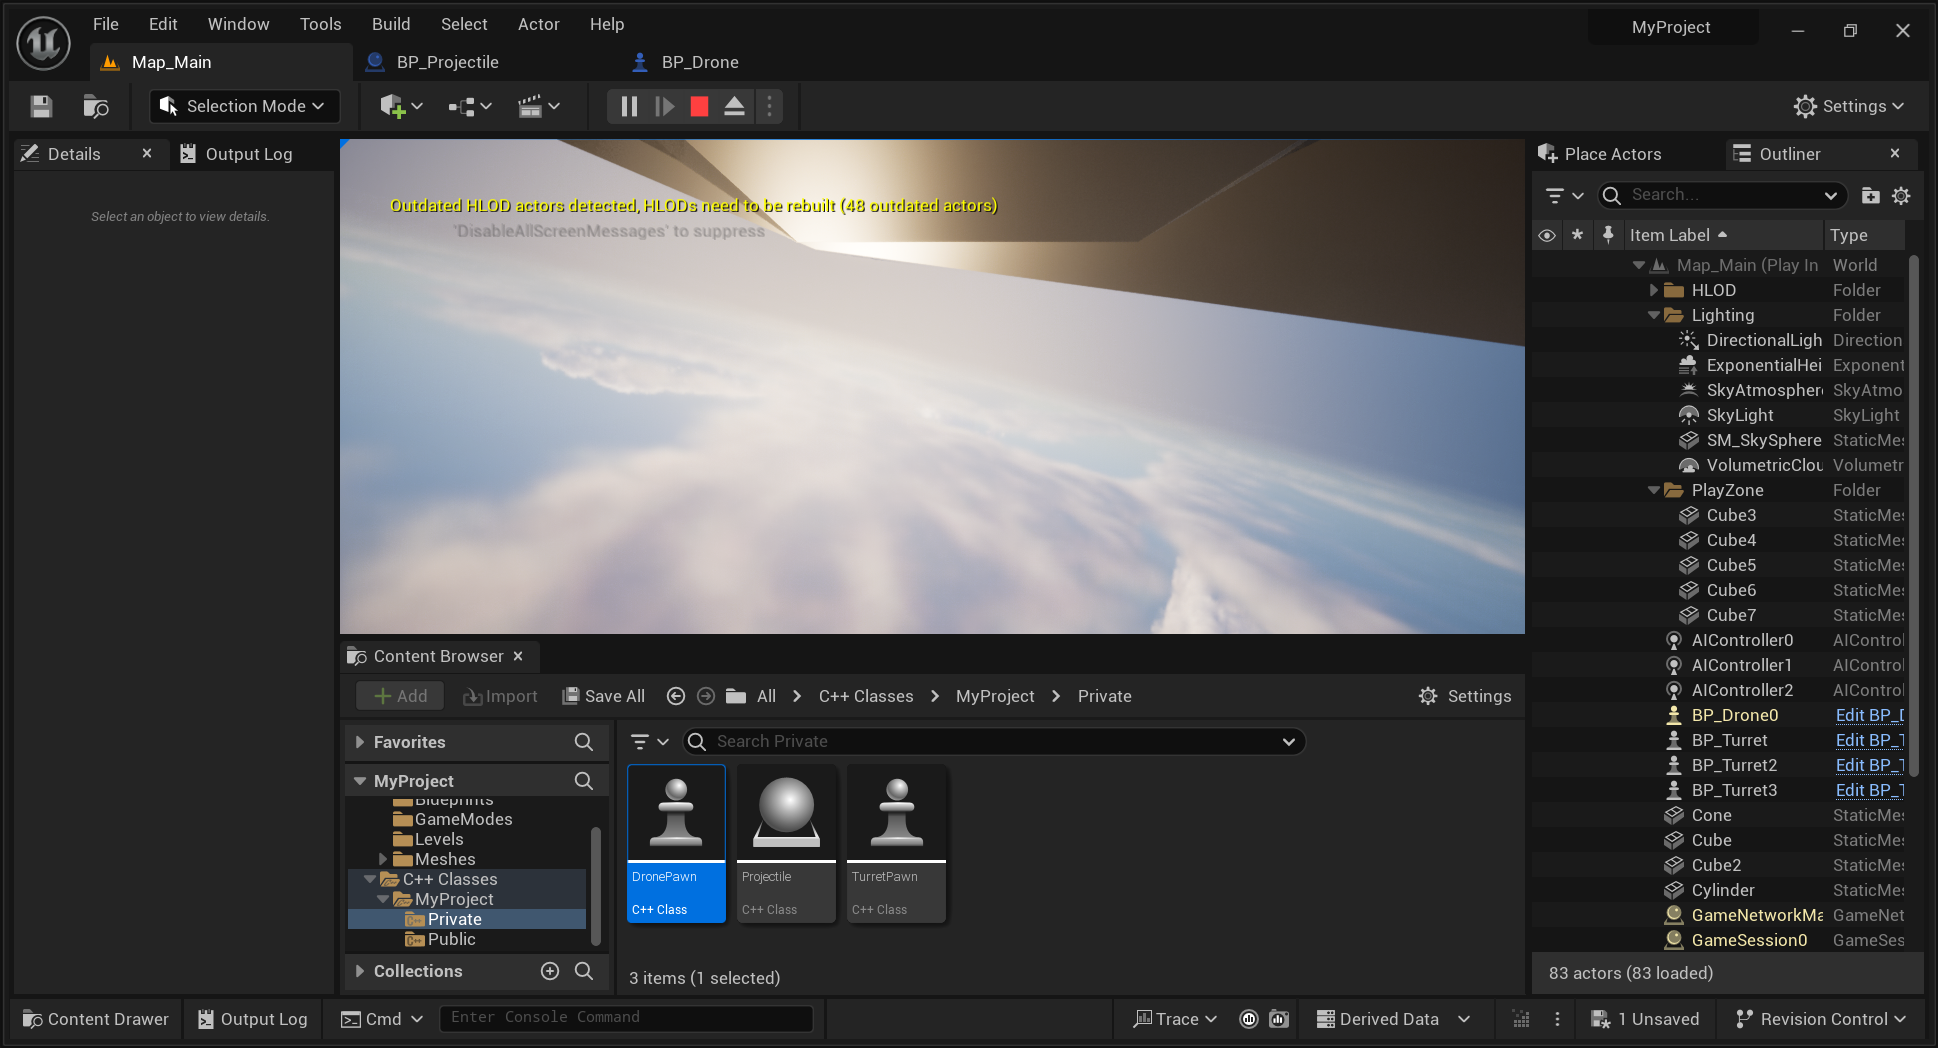 File Edit Window Tools Build Select Actor Help
MyProject
Map_Main
BP_Projectile
BP_Drone
Selection Mode
Settings
Details
Output Log
Select an object to view details.
Outdated HLOD actors detected, HLODs need to be rebuilt (48 outdated actors)
'DisableAllScreenMessages' to suppress
Place Actors
Outliner
Search...
Item Label
Type
Map_Main (Play In World
HLOD Folder
Lighting Folder
DirectionalLigh Direction
ExponentialHei Exponent
SkyAtmosphere SkyAtmo
SkyLight SkyLight
SM_SkySphere StaticMes
VolumetricClou Volumetr
PlayZone Folder
Cube3 StaticMes
Cube4 StaticMes
Cube5 StaticMes
Cube6 StaticMes
Cube7 StaticMes
AIController0 AIControl
AIController1 AIControl
AIController2 AIControl
BP_Drone0 Edit BP_D
BP_Turret Edit BP_T
BP_Turret2 Edit BP_T
BP_Turret3 Edit BP_T
Cone StaticMes
Cube StaticMes
Cube2 StaticMes
Cylinder StaticMes
GameNetworkMa GameNet
GameSession0 GameSes
83 actors (83 loaded)
Content Browser
Add
Import
Save All
All
C++ Classes
MyProject
Private
Settings
Favorites
MyProject
Blueprints
GameModes
Levels
Meshes
C++ Classes
MyProject
Private
Public
Collections
Search Private
DronePawn
C++ Class
Projectile
C++ Class
TurretPawn
C++ Class
3 items (1 selected)
Content Drawer
Output Log
Cmd
Enter Console Command
Trace
Derived Data
1 Unsaved
Revision Control